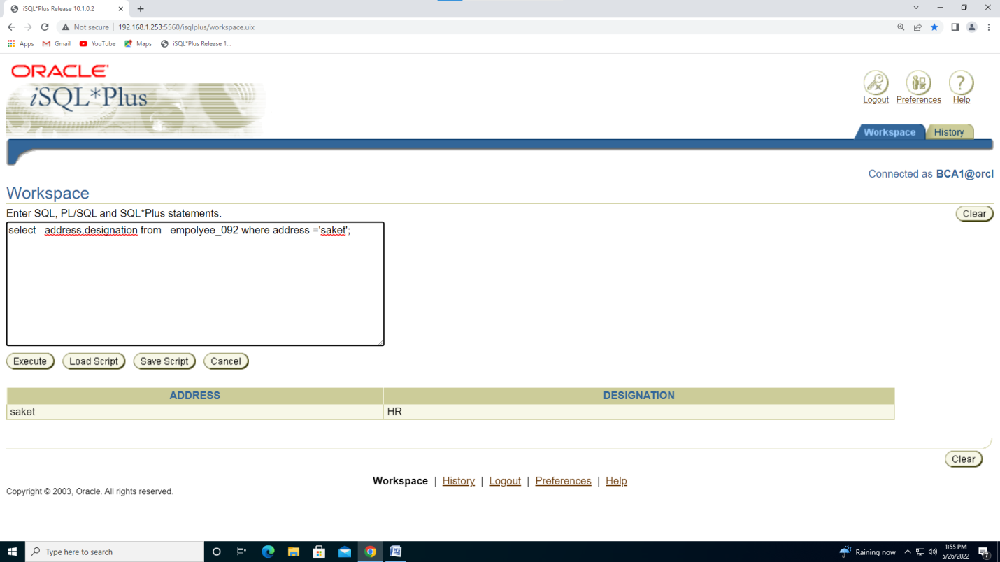 iSQL*Plus Release 10.1.0.2
Not secure | 192.168.1.253:5560/isqlplus/workspace.uix
Apps Gmail YouTube Maps iSQL*Plus Release 1...
ORACLE
iSQL*Plus
Logout Preferences Help
Workspace History
Connected as BCA1@orcl
Workspace
Enter SQL, PL/SQL and SQL*Plus statements.
Clear
select address,designation from empolyee_092 where address ='saket';
Execute Load Script Save Script Cancel
ADDRESS DESIGNATION
saket HR
Clear
Workspace | History | Logout | Preferences | Help
Copyright © 2003, Oracle. All rights reserved.
Type here to search
Raining now
1:55 PM
5/26/2022
7